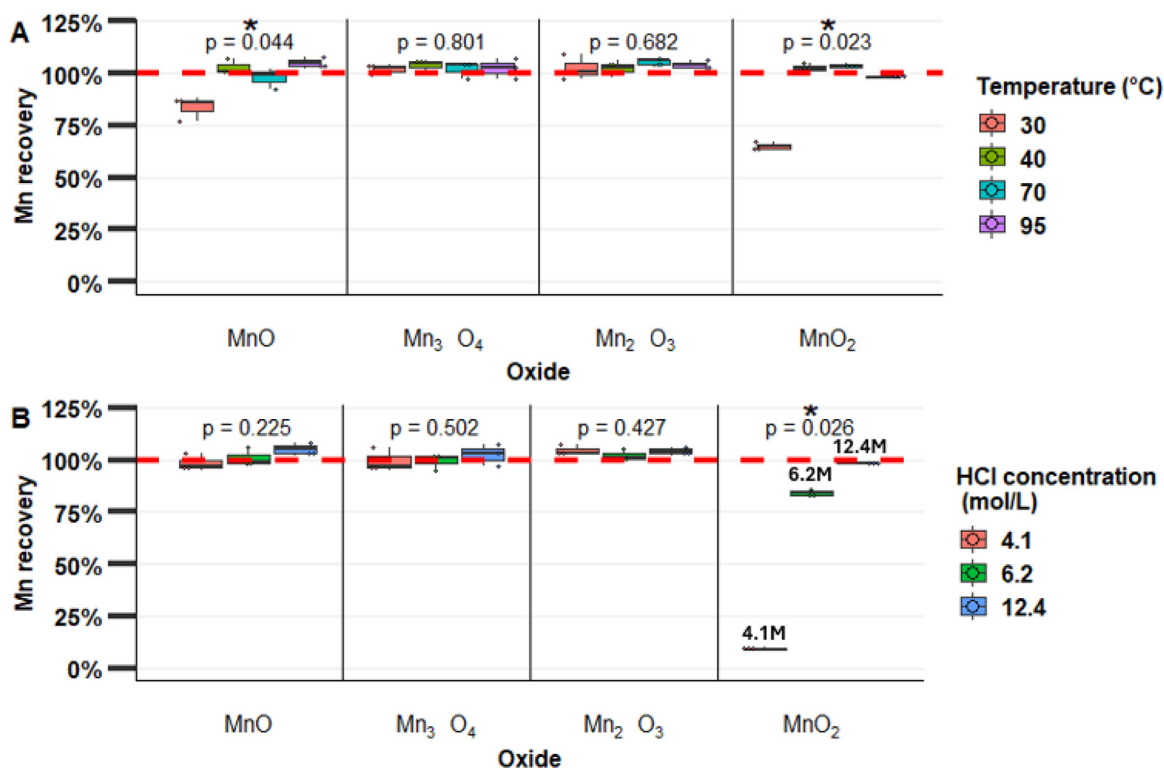 A
125%
*
*
p = 0.044
p = 0.801
p = 0.682
p = 0.023
100%
75%
50%
25%
0%
Mn recovery
MnO
Mn₃ O₄
Mn₂ O₃
MnO₂
Oxide
Temperature (°C)
30
40
70
95
B
125%
*
p = 0.225
p = 0.502
p = 0.427
p = 0.026
12.4M
100%
6.2M
75%
50%
25%
4.1M
0%
Mn recovery
MnO
Mn₃ O₄
Mn₂ O₃
MnO₂
Oxide
HCl concentration
(mol/L)
4.1
6.2
12.4